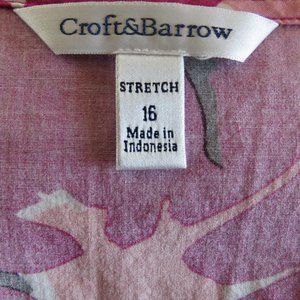 Croft&Barrow
STRETCH
16
Made in
Indonesia